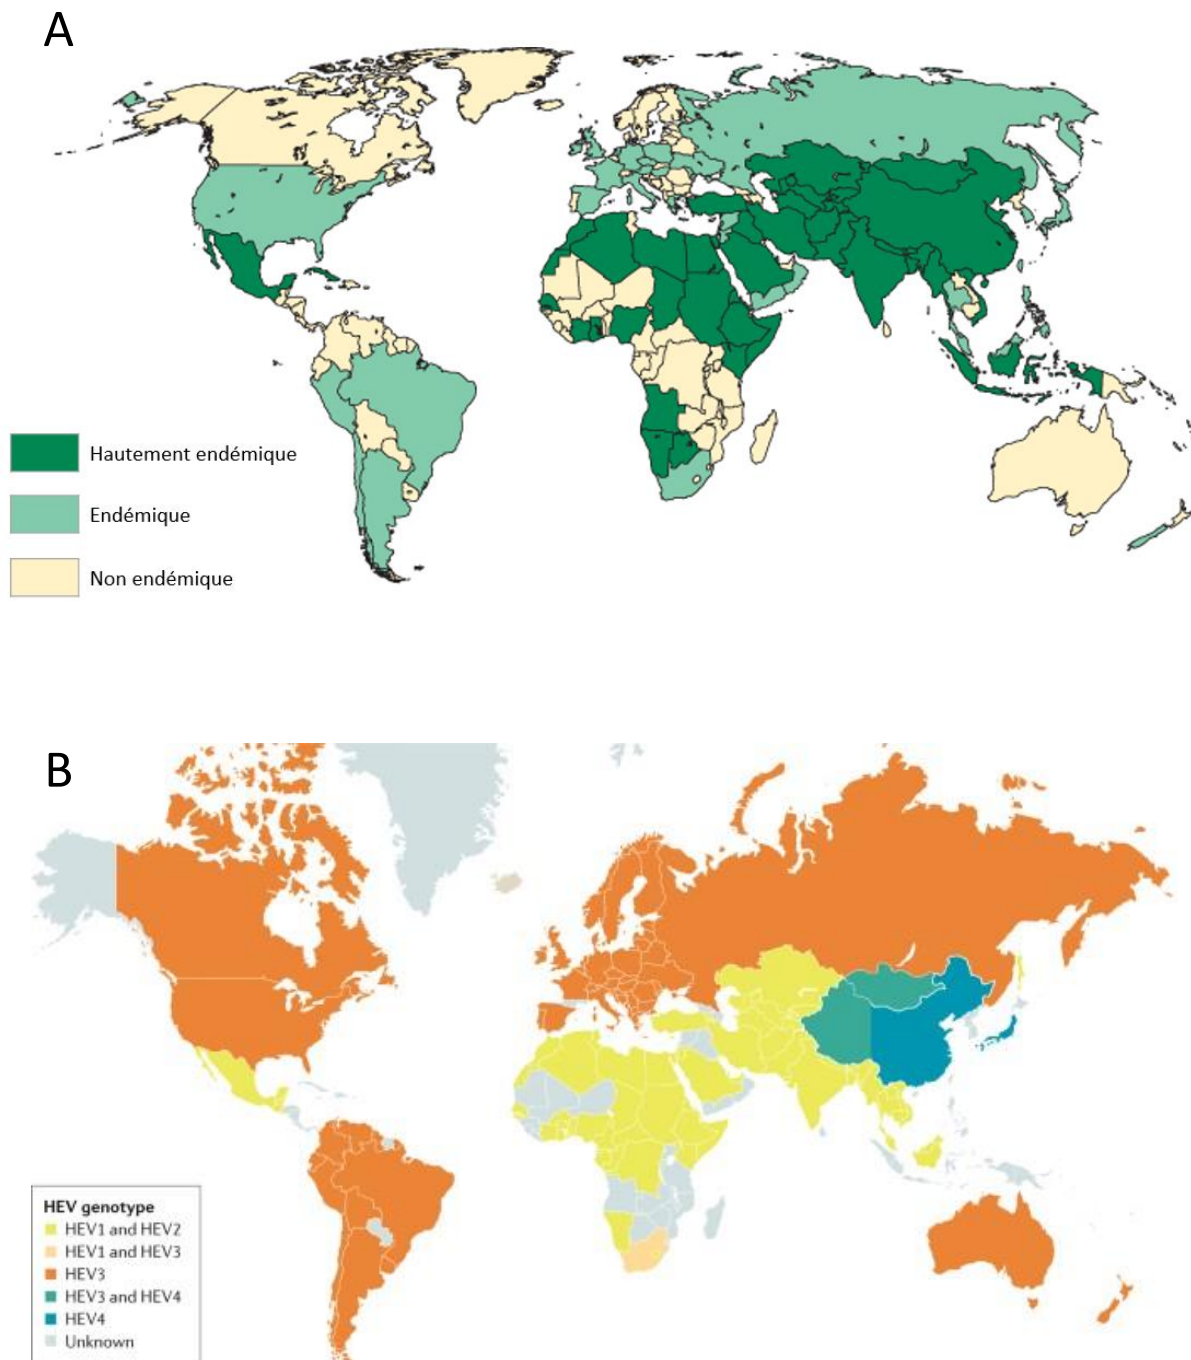 A
Hautement endémique
Endémique
Non endémique
B
HEV genotype
HEV1 and HEV2
HEV1 and HEV3
HEV3
HEV3 and HEV4
HEV4
Unknown